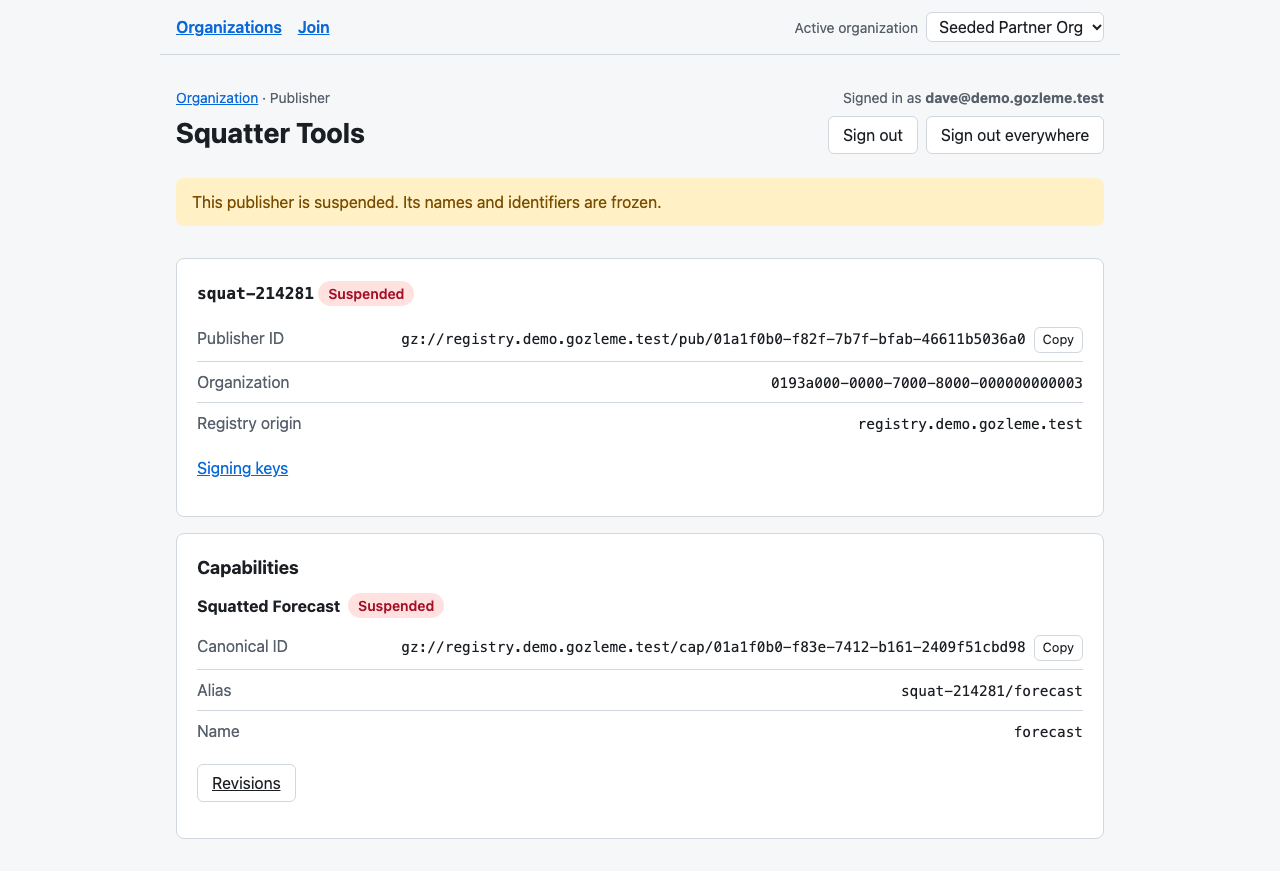 Organizations Join Active organization Seeded Partner Org
Organization · Publisher Signed in as dave@demo.gozleme.test
Squatter Tools Sign out Sign out everywhere
This publisher is suspended. Its names and identifiers are frozen.
squat-214281 Suspended
Publisher ID gz://registry.demo.gozleme.test/pub/01a1f0b0-f82f-7b7f-bfab-46611b5036a0 Copy
Organization 0193a000-0000-7000-8000-000000000003
Registry origin registry.demo.gozleme.test
Signing keys
Capabilities
Squatted Forecast Suspended
Canonical ID gz://registry.demo.gozleme.test/cap/01a1f0b0-f83e-7412-b161-2409f51cbd98 Copy
Alias squat-214281/forecast
Name forecast
Revisions